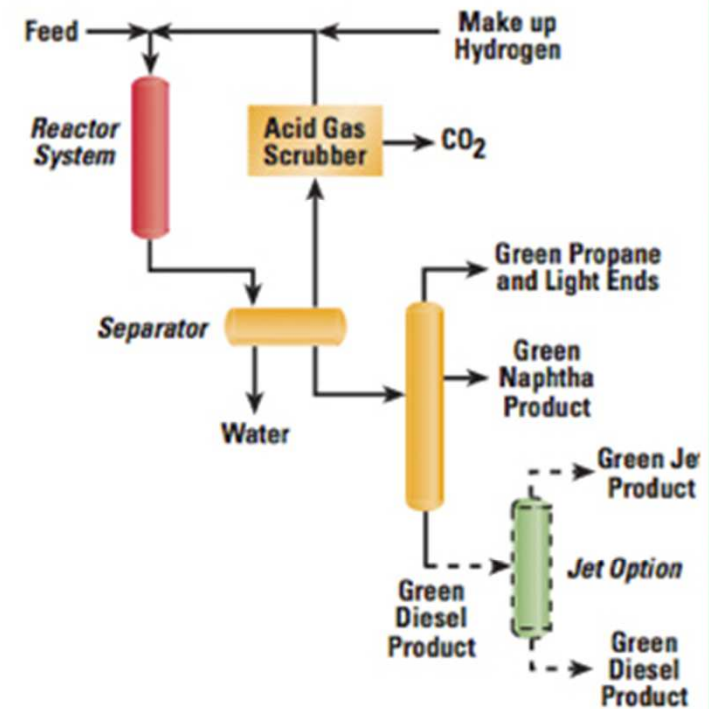 Feed
Make up
Hydrogen
Reactor
System
Acid Gas
Scrubber
CO2
Green Propane
and Light Ends
Separator
Green
Naphtha
Product
Water
Green Je
Product
Jet Option
Green
Diesel
Product
Green
Diesel
Product